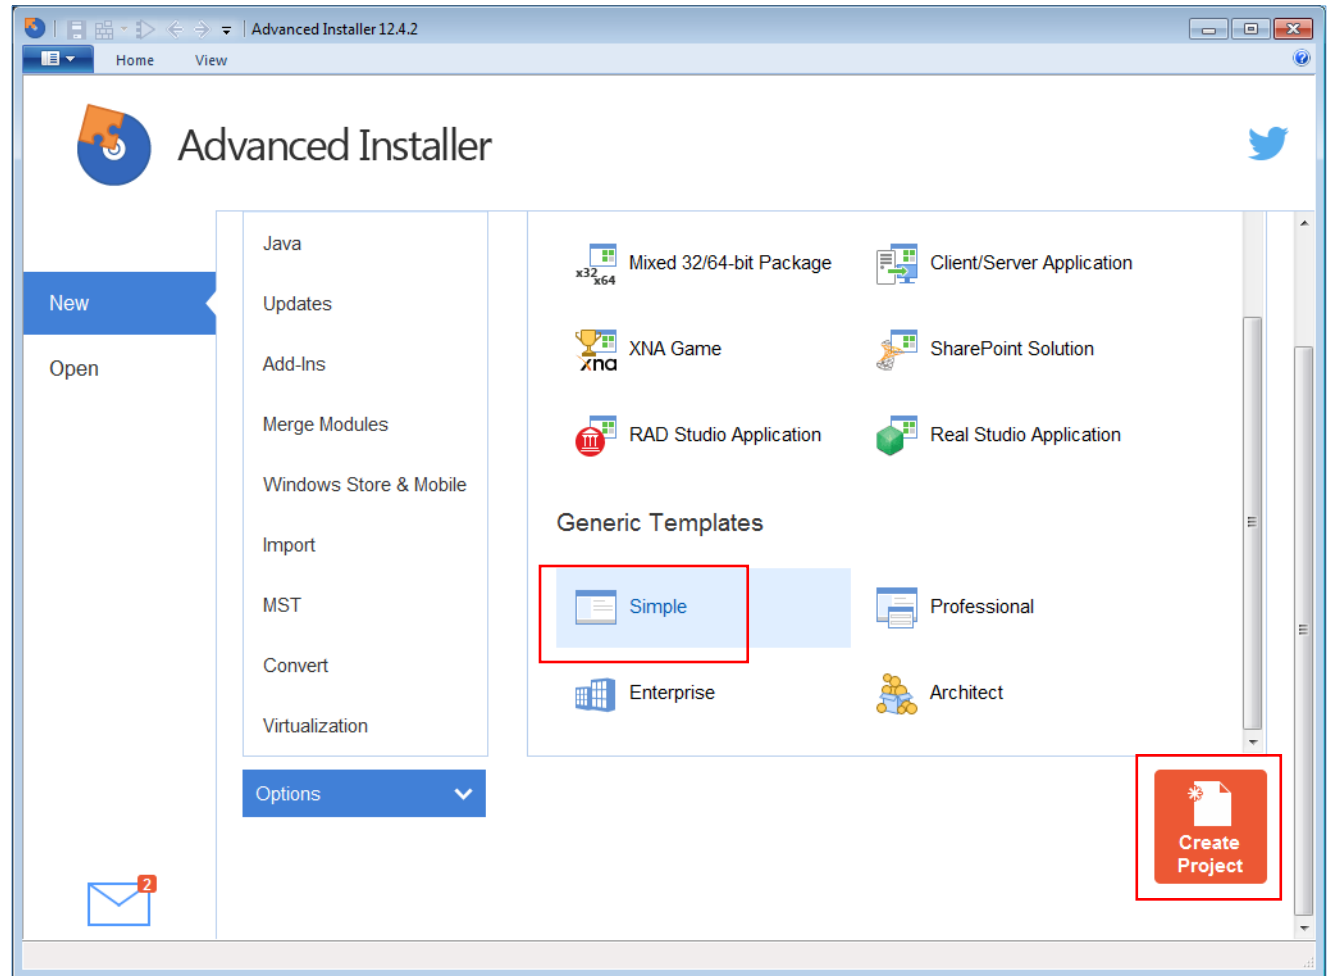 Advanced Installer 12.4.2
Home View
Advanced Installer
New
Open
Java
Updates
Add-Ins
Merge Modules
Windows Store & Mobile
Import
MST
Convert
Virtualization
Options
x32 x64
Mixed 32/64-bit Package
Client/Server Application
xna
XNA Game
SharePoint Solution
RAD Studio Application
Real Studio Application
Generic Templates
Simple
Professional
Enterprise
Architect
Create
Project
2